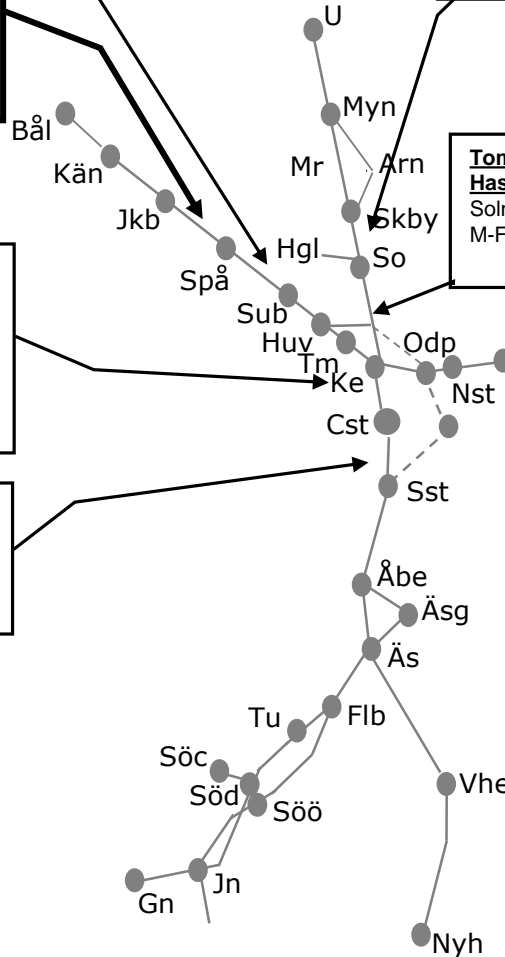 U
Myn
Bål
Mr
Arn
Kän
Tom
Has
Soln
M-F
Jkb
Skby
Hgl
So
Spå
Sub
Huv
Odp
Tm
Ke
Nst
Cst
Sst
Åbe
Äsg
Äs
Flb
Tu
Söc
Söd
Söö
Vhe
Jn
Gn
Nyh